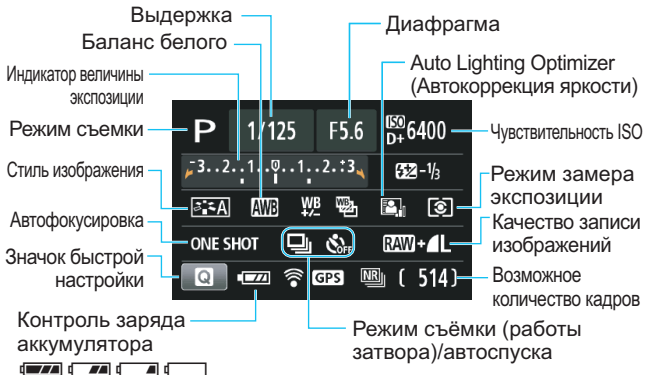 Выдержка
Диафрагма
Баланс белого
Auto Lighting Optimizer
(Автокоррекция яркости)
Индикатор величины
экспозиции
Режим съемки
P 1/125 F5.6 ISO D+ 6400
Чувствительность ISO
-3..2..1..0..1..2..+3
-1/3
Стиль изображения
A AWB WB +/- WB
Режим замера
экспозиции
Автофокусировка
ONE SHOT OFF RAW+L
Качество записи
изображений
Значок быстрой
настройки
Q GPS NR ( 514)
Возможное
количество кадров
Контроль заряда
аккумулятора
Режим съёмки (работы
затвора)/автоспуска